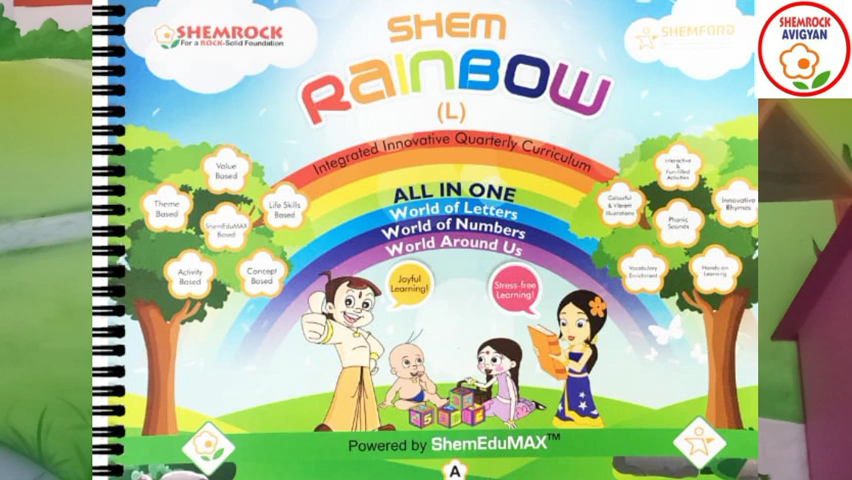 SHEMROCK
For a ROCK-Solid Foundation
SHEM
RAINBOW
(L)
SHEMFORD
SHEMROCK
AVIGYAN
Integrated Innovative Quarterly Curriculum
ALL IN ONE
World of Letters
World of Numbers
World Around Us
Value
Based
Theme
Based
Life Skills
Based
ShemEduMAX
Based
Activity
Based
Concept
Based
Interactive
&
Fun-filled
Activities
Colourful
& Vibrant
Illustrations
Innovative
Rhymes
Phonic
Sounds
Vocabulary
Enrichment
Hands-on
Learning
Joyful
Learning!
Stress-free
Learning!
Powered by ShemEduMAX™
A